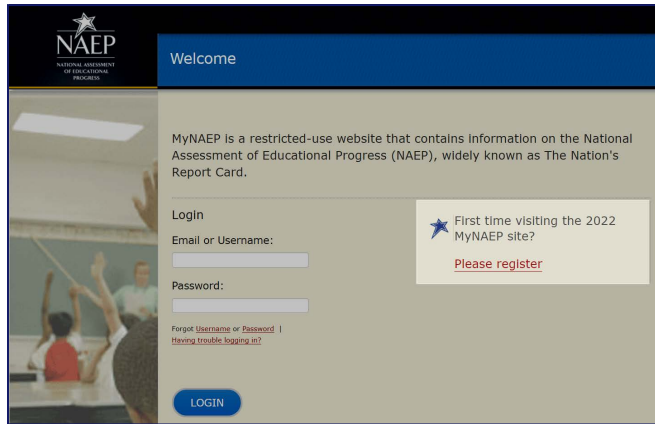 NAEP
NATIONAL ASSESSMENT
OF EDUCATIONAL
PROGRESS
Welcome
MyNAEP is a restricted-use website that contains information on the National
Assessment of Educational Progress (NAEP), widely known as The Nation's
Report Card.
Login
Email or Username:
Password:
Forgot Username or Password |
Having trouble logging in?
LOGIN
First time visiting the 2022
MyNAEP site?
Please register